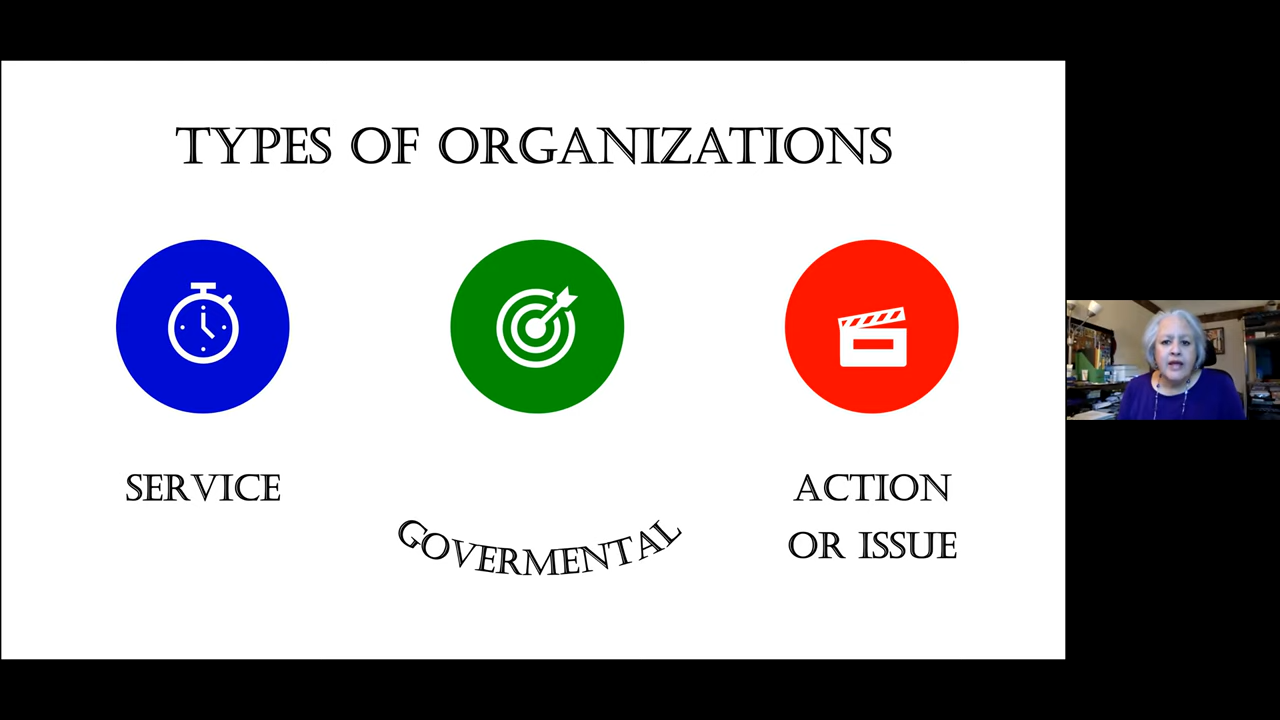 TYPES OF ORGANIZATIONS
SERVICE
GOVERMENTAL
ACTION
OR ISSUE